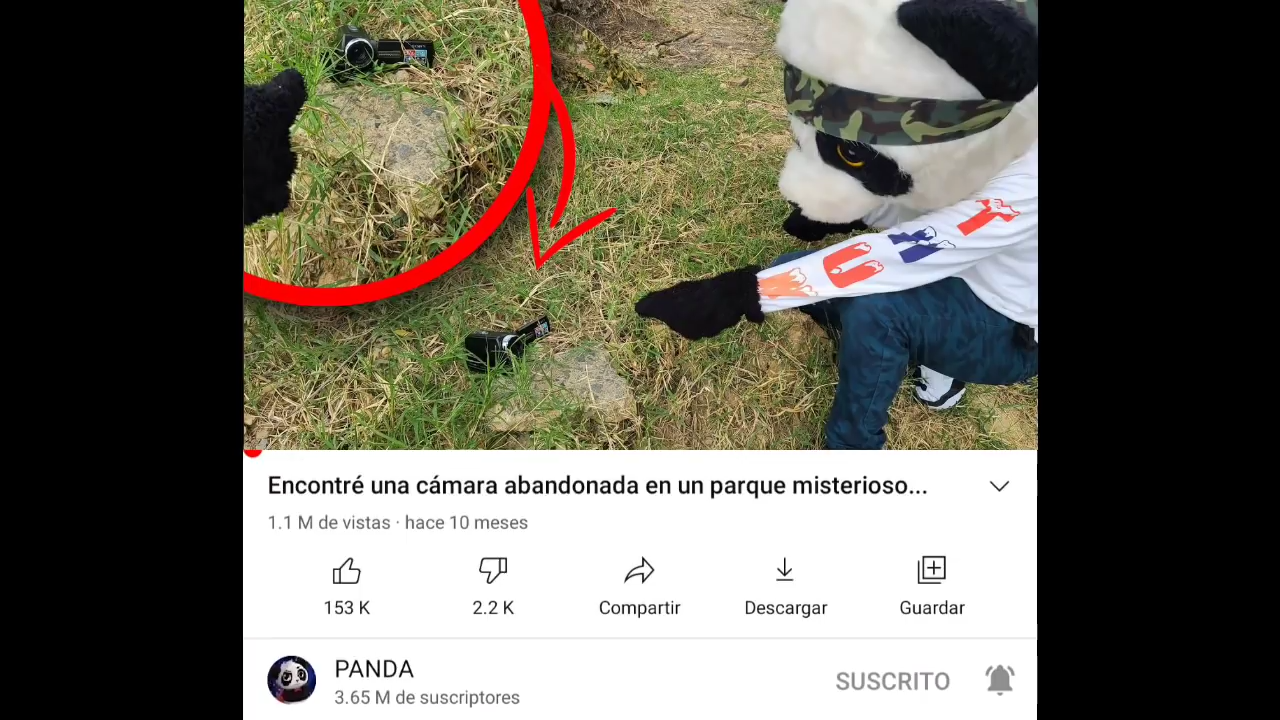 Encontré una cámara abandonada en un parque misterioso...
1.1 M de vistas · hace 10 meses
153 K
2.2 K
Compartir
Descargar
Guardar
PANDA
3.65 M de suscriptores
SUSCRITO